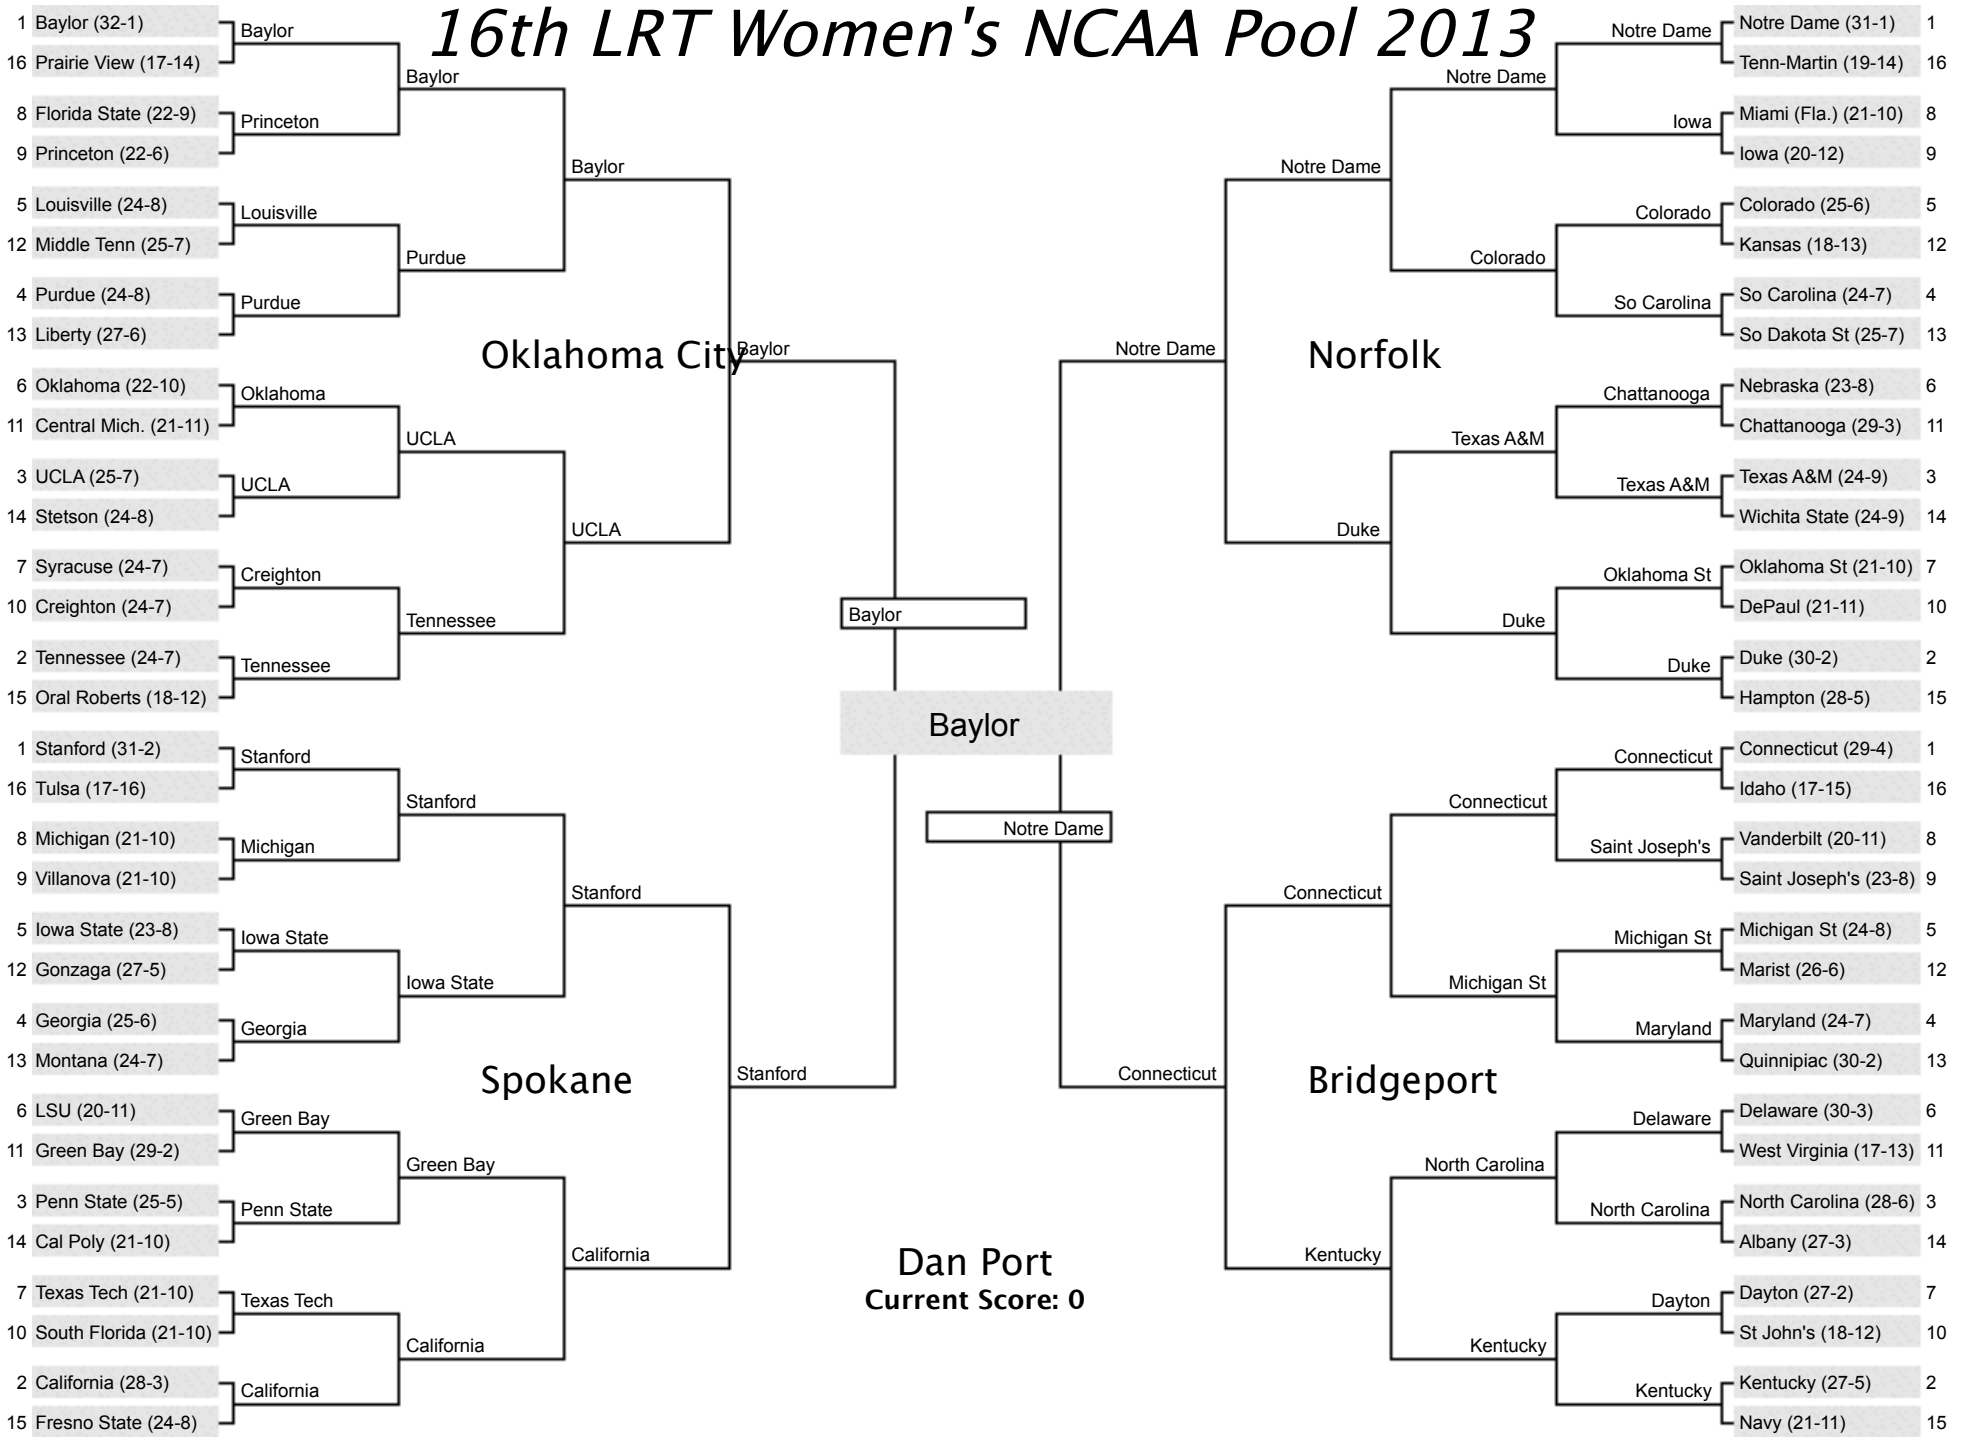 16th LRT Women's NCAA Pool 2013
1 Baylor (32-1)
16 Prairie View (17-14)
8 Florida State (22-9)
9 Princeton (22-6)
5 Louisville (24-8)
12 Middle Tenn (25-7)
4 Purdue (24-8)
13 Liberty (27-6)
6 Oklahoma (22-10)
11 Central Mich. (21-11)
3 UCLA (25-7)
14 Stetson (24-8)
7 Syracuse (24-7)
10 Creighton (24-7)
2 Tennessee (24-7)
15 Oral Roberts (18-12)
1 Stanford (31-2)
16 Tulsa (17-16)
8 Michigan (21-10)
9 Villanova (21-10)
5 Iowa State (23-8)
12 Gonzaga (27-5)
4 Georgia (25-6)
13 Montana (24-7)
6 LSU (20-11)
11 Green Bay (29-2)
3 Penn State (25-5)
14 Cal Poly (21-10)
7 Texas Tech (21-10)
10 South Florida (21-10)
2 California (28-3)
15 Fresno State (24-8)
Baylor
Princeton
Louisville
Purdue
Oklahoma
UCLA
Creighton
Tennessee
Stanford
Michigan
Iowa State
Georgia
Green Bay
Penn State
Texas Tech
California
Baylor
Purdue
UCLA
Tennessee
Stanford
Iowa State
Green Bay
California
Baylor
UCLA
Stanford
California
Oklahoma City
Spokane
Baylor
Stanford
Baylor
Baylor
Notre Dame
Dan Port
Current Score: 0
Notre Dame
Connecticut
Norfolk
Bridgeport
Notre Dame
Duke
Connecticut
Kentucky
Notre Dame
Colorado
Texas A&M
Duke
Connecticut
Michigan St
North Carolina
Kentucky
Notre Dame
Iowa
Colorado
So Carolina
Chattanooga
Texas A&M
Oklahoma St
Duke
Connecticut
Saint Joseph's
Michigan St
Maryland
Delaware
North Carolina
Dayton
Kentucky
Notre Dame (31-1) 1
Tenn-Martin (19-14) 16
Miami (Fla.) (21-10) 8
Iowa (20-12) 9
Colorado (25-6) 5
Kansas (18-13) 12
So Carolina (24-7) 4
So Dakota St (25-7) 13
Nebraska (23-8) 6
Chattanooga (29-3) 11
Texas A&M (24-9) 3
Wichita State (24-9) 14
Oklahoma St (21-10) 7
DePaul (21-11) 10
Duke (30-2) 2
Hampton (28-5) 15
Connecticut (29-4) 1
Idaho (17-15) 16
Vanderbilt (20-11) 8
Saint Joseph's (23-8) 9
Michigan St (24-8) 5
Marist (26-6) 12
Maryland (24-7) 4
Quinnipiac (30-2) 13
Delaware (30-3) 6
West Virginia (17-13) 11
North Carolina (28-6) 3
Albany (27-3) 14
Dayton (27-2) 7
St John's (18-12) 10
Kentucky (27-5) 2
Navy (21-11) 15